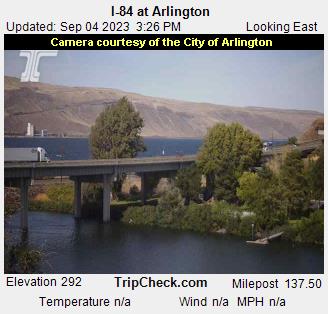 I-84 at Arlington
Updated: Sep 04 2023 3:26 PM Looking East
Camera courtesy of the City of Arlington
Elevation 292 TripCheck.com Milepost 137.50
Temperature n/a Wind n/a MPH n/a